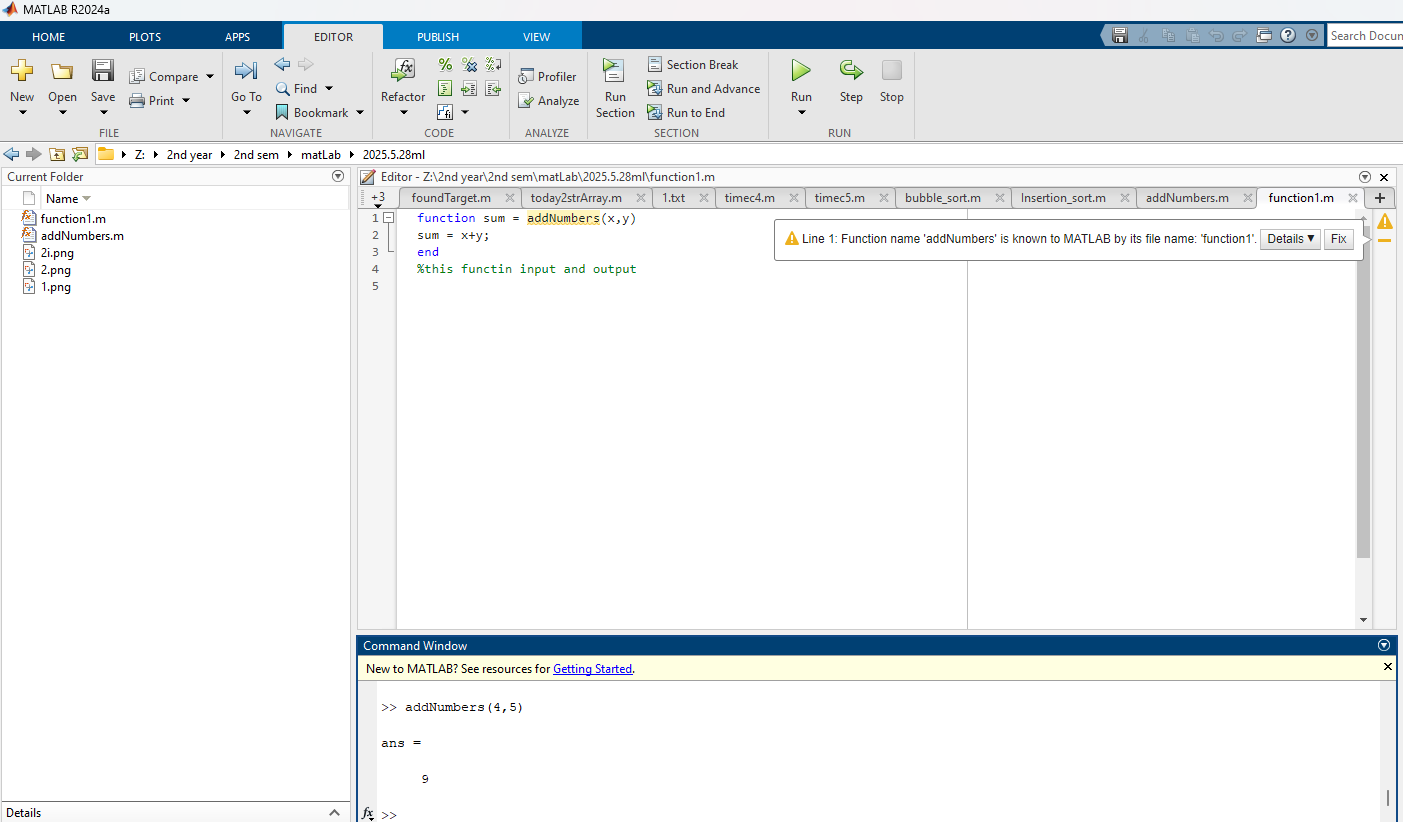 MATLAB R2024a
HOME PLOTS APPS EDITOR PUBLISH VIEW
Search Docun
New Open Save Compare Print
FILE
Go To Find Bookmark
NAVIGATE
Refactor
CODE
Profiler Analyze
ANALYZE
Run Section Section Break Run and Advance Run to End
SECTION
Run Step Stop
RUN
Z: 2nd year 2nd sem matLab 2025.5.28ml
Current Folder
Name
function1.m
addNumbers.m
2i.png
2.png
1.png
Details
Editor - Z:\2nd year\2nd sem\matLab\2025.5.28ml\function1.m
+3 foundTarget.m today2strArray.m 1.txt timec4.m timec5.m bubble_sort.m Insertion_sort.m addNumbers.m function1.m
1 function sum = addNumbers(x,y)
2 sum = x+y;
3 end
4 %this functin input and output
5
Line 1: Function name 'addNumbers' is known to MATLAB by its file name: 'function1'. Details Fix
Command Window
New to MATLAB? See resources for Getting Started.
>> addNumbers(4,5)
ans =
9
fx >>